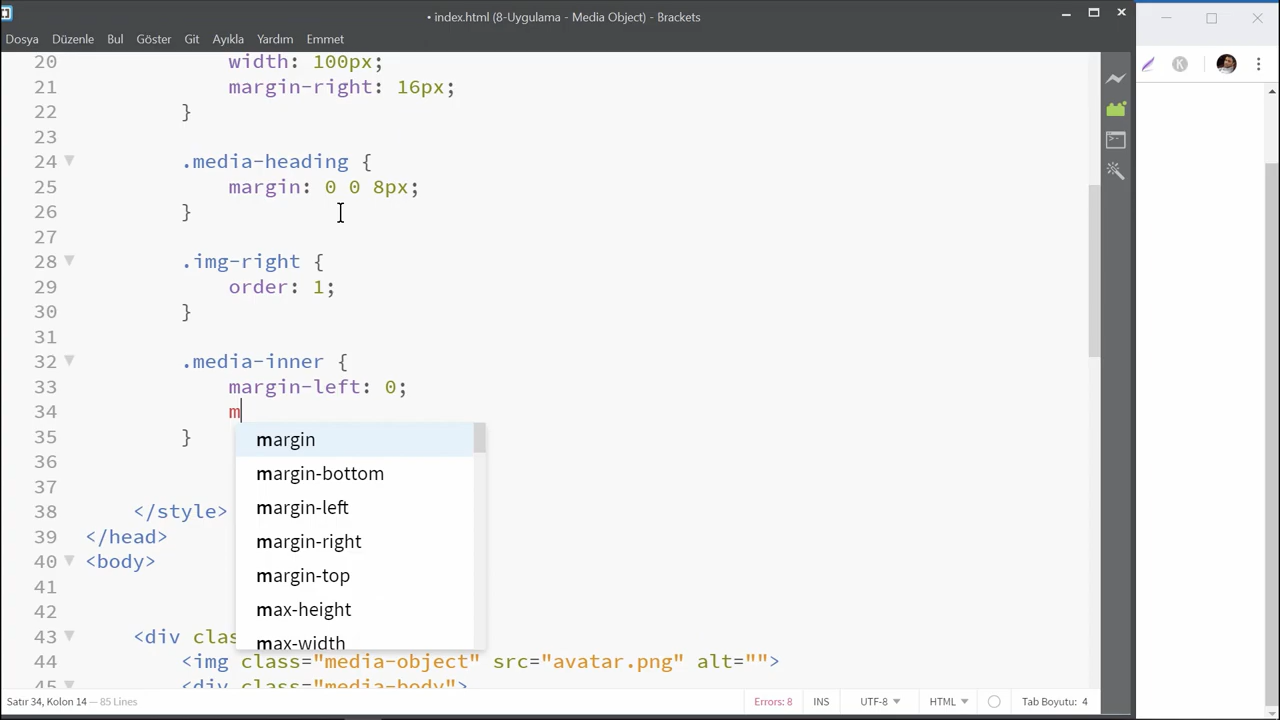 • index.html (8-Uygulama - Media Object) - Brackets
Dosya Düzenle Bul Göster Git Ayıkla Yardım Emmet
20 width: 100px;
21 margin-right: 16px;
22 }
23
24 .media-heading {
25 margin: 0 0 8px;
26 }
27
28 .img-right {
29 order: 1;
30 }
31
32 .media-inner {
33 margin-left: 0;
34 m
margin
35 }
margin-bottom
36
37
margin-left
38 </style>
39 </head>
margin-right
40 <body>
margin-top
41
42
max-height
43 <div clas
max-width
44 <img class="media-object" src="avatar.png" alt="">
45 <div class="media-body">
Satır 34, Kolon 14 — 85 Lines Errors: 8 INS UTF-8 HTML Tab Boyutu: 4
K